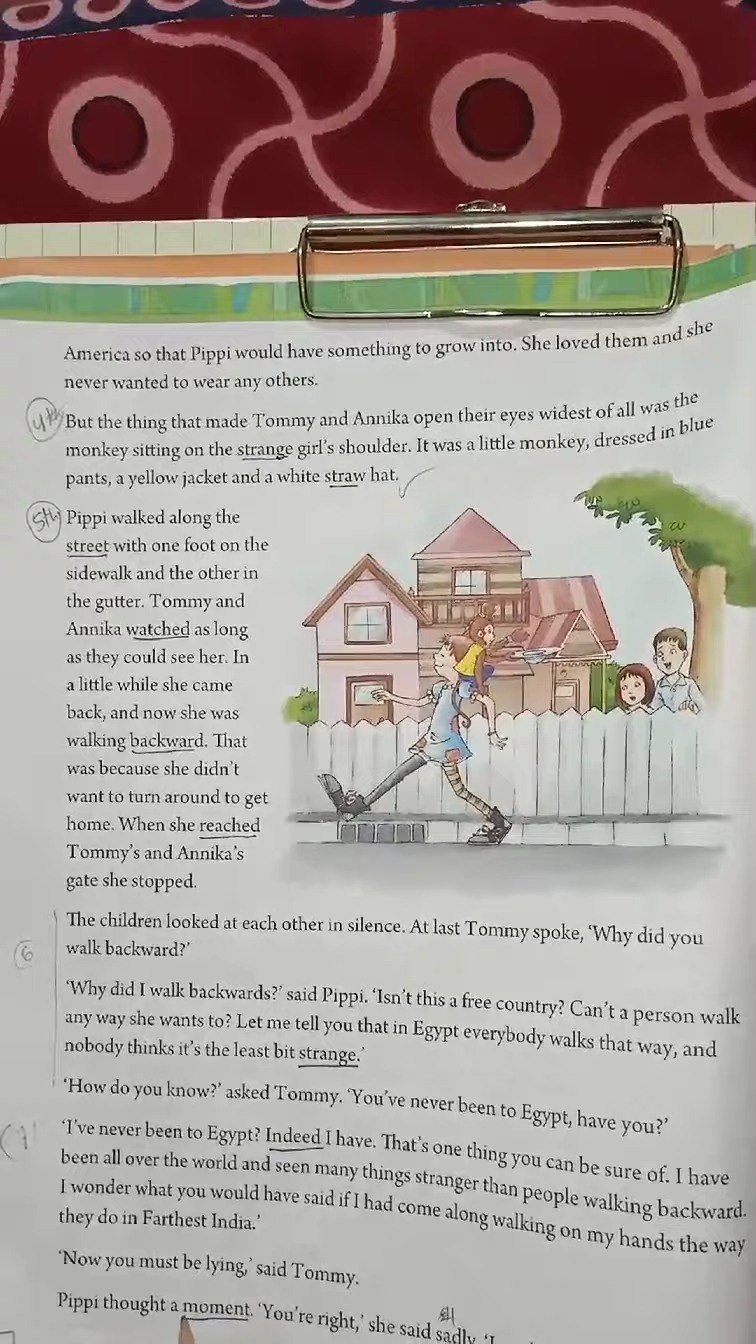 America so that Pippi would have something to grow into. She loved them and she
never wanted to wear any others.
4th
But the thing that made Tommy and Annika open their eyes widest of all was the
monkey sitting on the strange girl's shoulder. It was a little monkey, dressed in blue
pants, a yellow jacket and a white straw hat.
5th
Pippi walked along the
street with one foot on the
sidewalk and the other in
the gutter. Tommy and
Annika watched as long
as they could see her. In
a little while she came
back, and now she was
walking backward. That
was because she didn't
want to turn around to get
home. When she reached
Tommy's and Annika's
gate she stopped.
The children looked at each other in silence. At last Tommy spoke, 'Why did you
walk backward?'
6
'Why did I walk backwards?' said Pippi. 'Isn't this a free country? Can't a person walk
any way she wants to? Let me tell you that in Egypt everybody walks that way, and
nobody thinks it's the least bit strange.'
'How do you know?' asked Tommy. 'You've never been to Egypt, have you?'
'I've never been to Egypt? Indeed I have. That's one thing you can be sure of. I have
been all over the world and seen many things stranger than people walking backward.
I wonder what you would have said if I had come along walking on my hands the way
they do in Farthest India.'
'Now you must be lying,' said Tommy.
Pippi thought a moment. 'You're right,' she said sadly. 'I